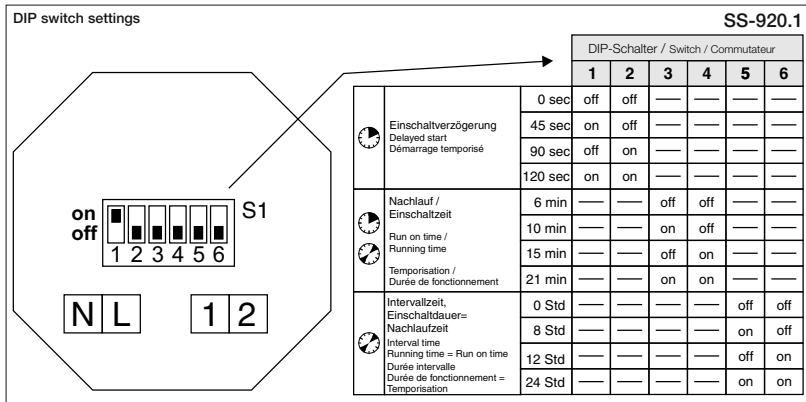 DIP switch settings
SS-920.1
DIP-Schalter / Switch / Commutateur
1 2 3 4 5 6
Einschaltverzögerung
Delayed start
Démarrage temporisé
0 sec off off — — — —
45 sec on off — — — —
90 sec off on — — — —
120 sec on on — — — —
Nachlauf /
Einschaltzeit
Run on time /
Running time
Temporisation /
Durée de fonctionnement
6 min — — off off — —
10 min — — on off — —
15 min — — off on — —
21 min — — on on — —
Intervallzeit,
Einschaltdauer=
Nachlaufzeit
Interval time
Running time = Run on time
Durée intervalle
Durée de fonctionnement =
Temporisation
0 Std — — — — off off
8 Std — — — — on off
12 Std — — — — off on
24 Std — — — — on on
on
off
S1
1 2 3 4 5 6
N L
1 2